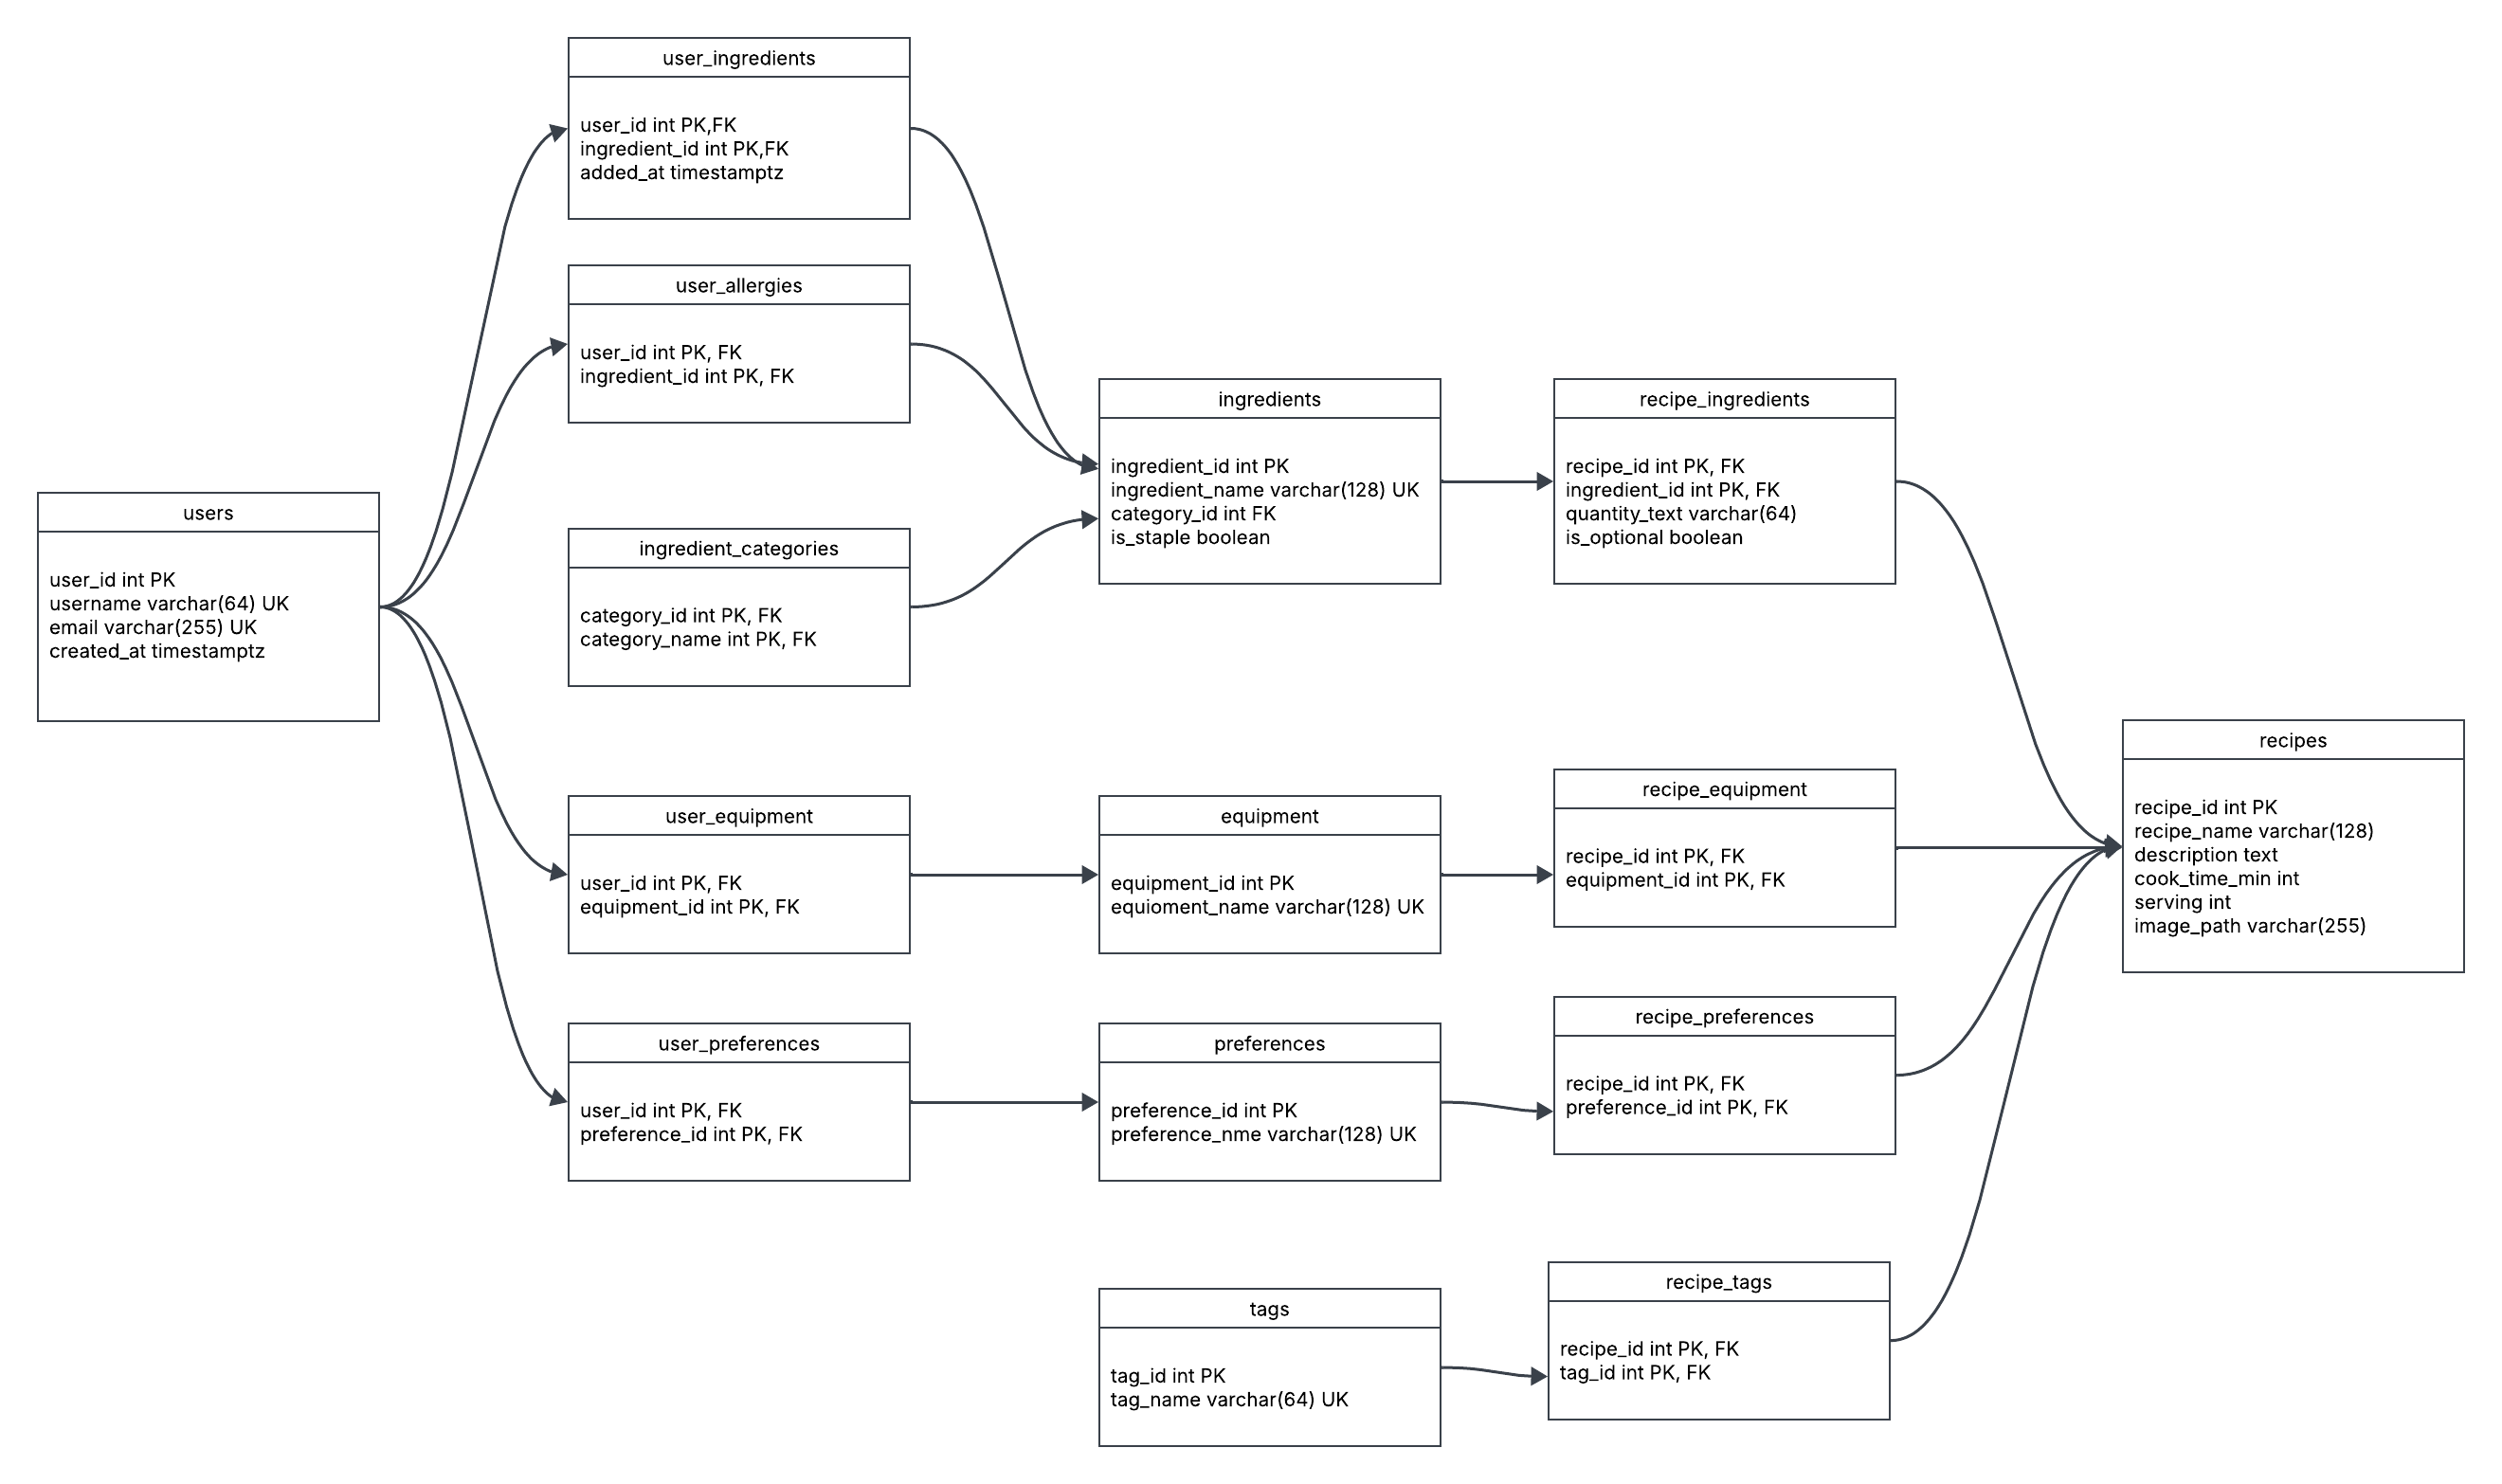 user_ingredients
user_id int PK,FK
ingredient_id int PK,FK
added_at timestamptz
user_allergies
user_id int PK, FK
ingredient_id int PK, FK
users
user_id int PK
username varchar(64) UK
email varchar(255) UK
created_at timestamptz
ingredient_categories
category_id int PK, FK
category_name int PK, FK
ingredients
ingredient_id int PK
ingredient_name varchar(128) UK
category_id int FK
is_staple boolean
recipe_ingredients
recipe_id int PK, FK
ingredient_id int PK, FK
quantity_text varchar(64)
is_optional boolean
user_equipment
user_id int PK, FK
equipment_id int PK, FK
equipment
equipment_id int PK
equioment_name varchar(128) UK
recipe_equipment
recipe_id int PK, FK
equipment_id int PK, FK
recipes
recipe_id int PK
recipe_name varchar(128)
description text
cook_time_min int
serving int
image_path varchar(255)
user_preferences
user_id int PK, FK
preference_id int PK, FK
preferences
preference_id int PK
preference_nme varchar(128) UK
recipe_preferences
recipe_id int PK, FK
preference_id int PK, FK
tags
tag_id int PK
tag_name varchar(64) UK
recipe_tags
recipe_id int PK, FK
tag_id int PK, FK